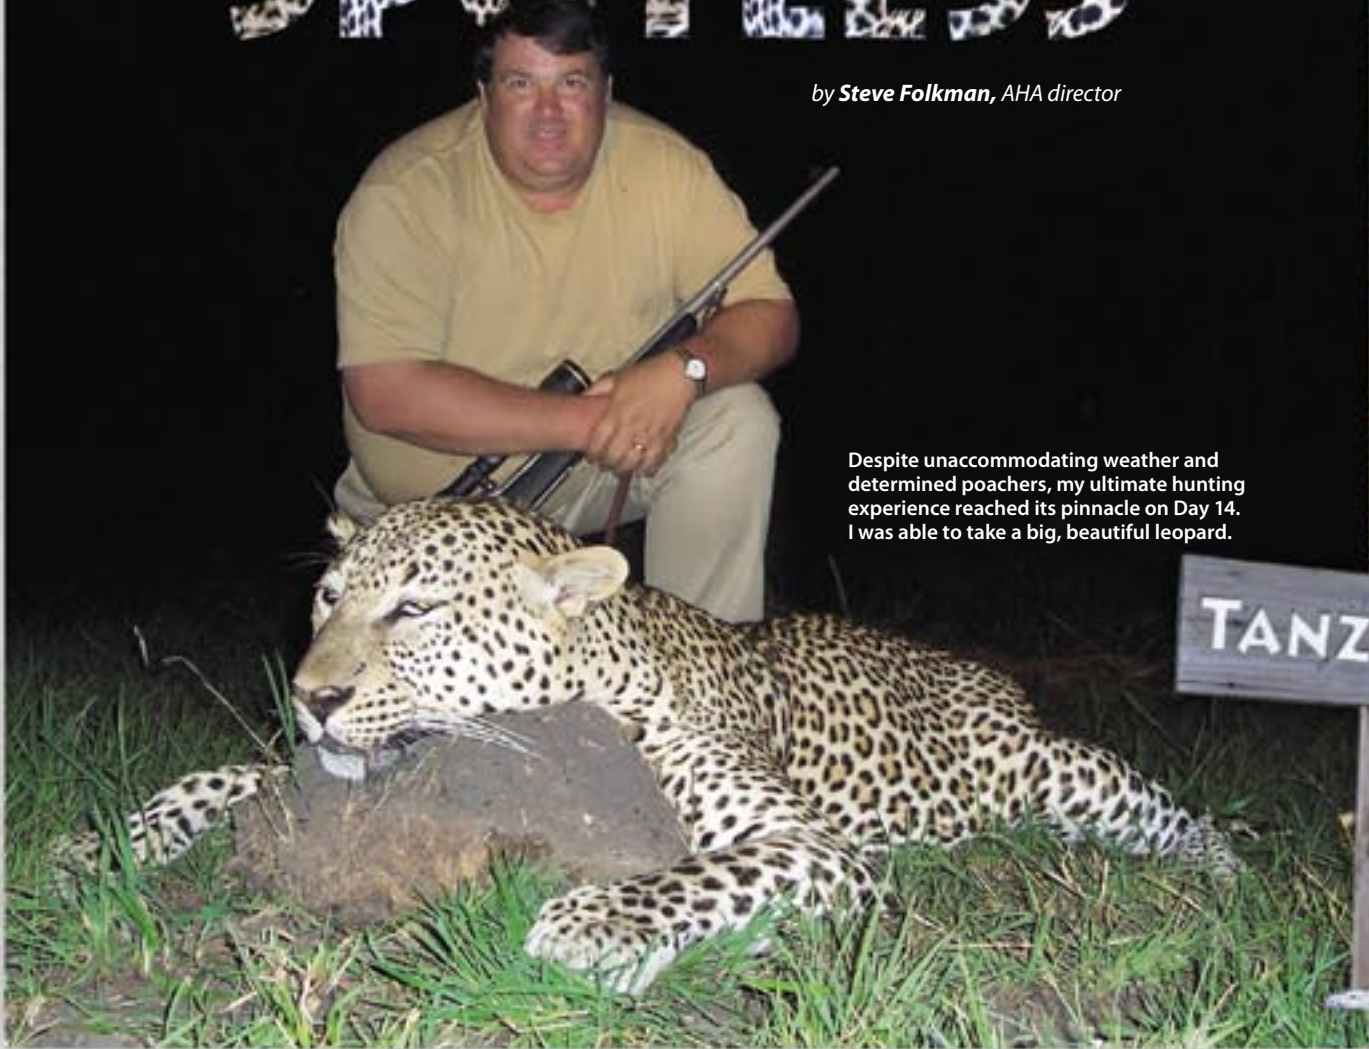 by Steve Folkman, AHA director
Despite unaccommodating weather and
determined poachers, my ultimate hunting
experience reached its pinnacle on Day 14.
I was able to take a big, beautiful leopard.
TANZ